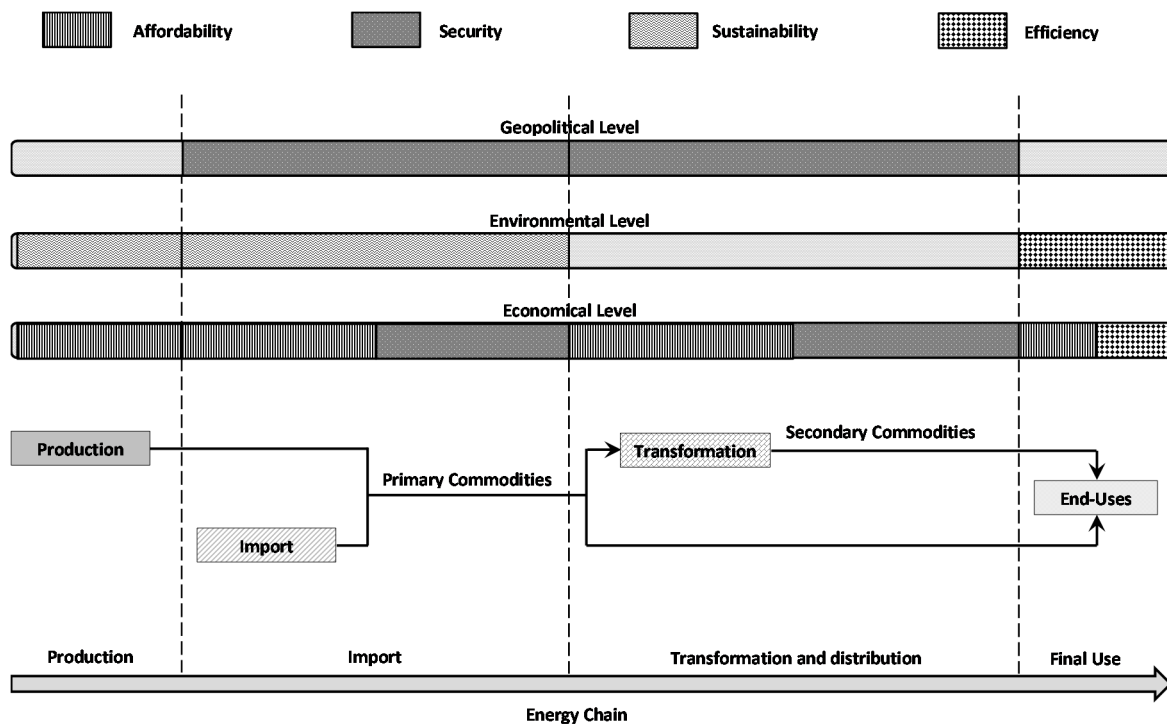 Affordability
Security
Sustainability
Efficiency
Geopolitical Level
Environmental Level
Economical Level
Production
Secondary Commodities
Transformation
Primary Commodities
End-Uses
Import
Production
Import
Transformation and distribution
Final Use
Energy Chain